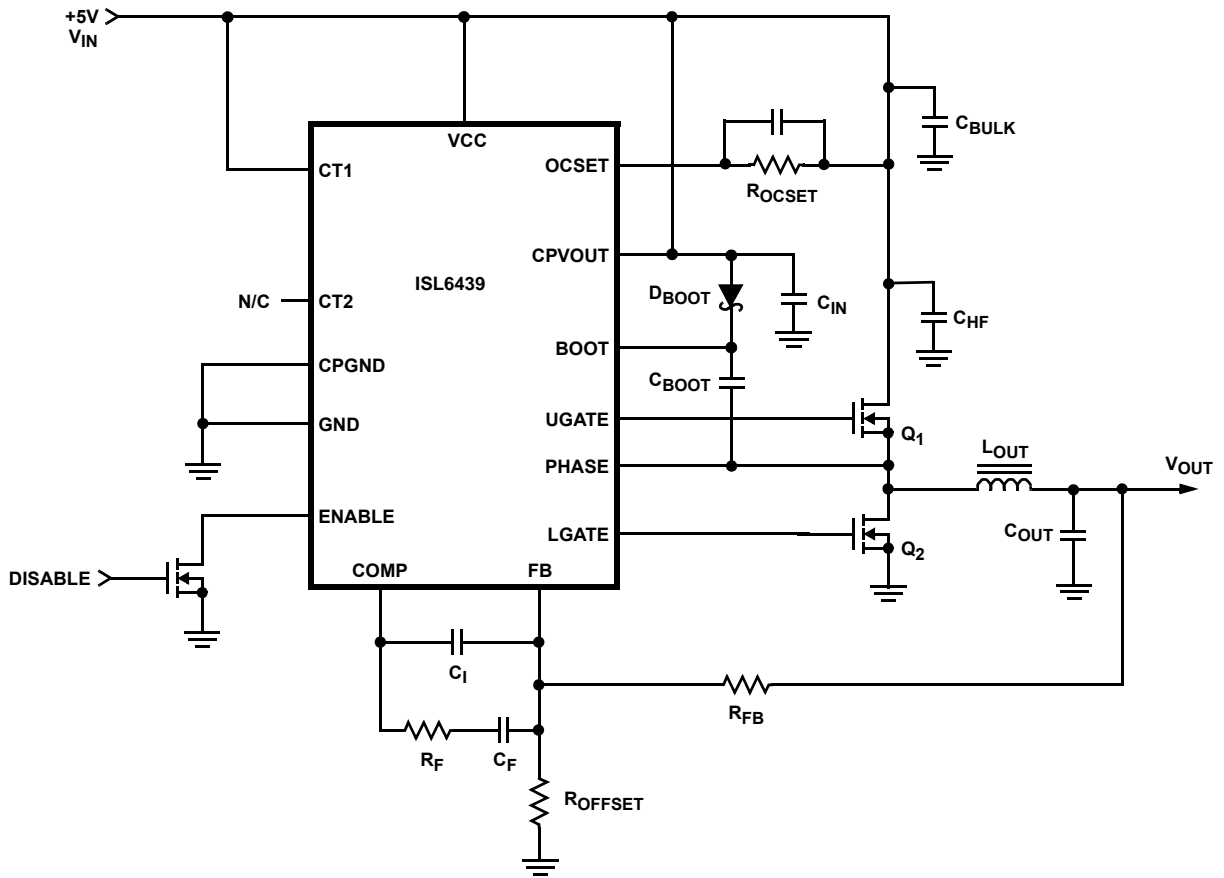 +5V
VIN
VCC
CT1
OCSET
CBULK
ROCSET
CPVOUT
ISL6439
N/C
CT2
DBOOT
CIN
CHF
BOOT
CPGND
CBOOT
GND
UGATE
Q1
PHASE
LOUT
VOUT
ENABLE
LGATE
Q2
COUT
DISABLE
COMP
FB
CI
RFB
RF
CF
ROFFSET